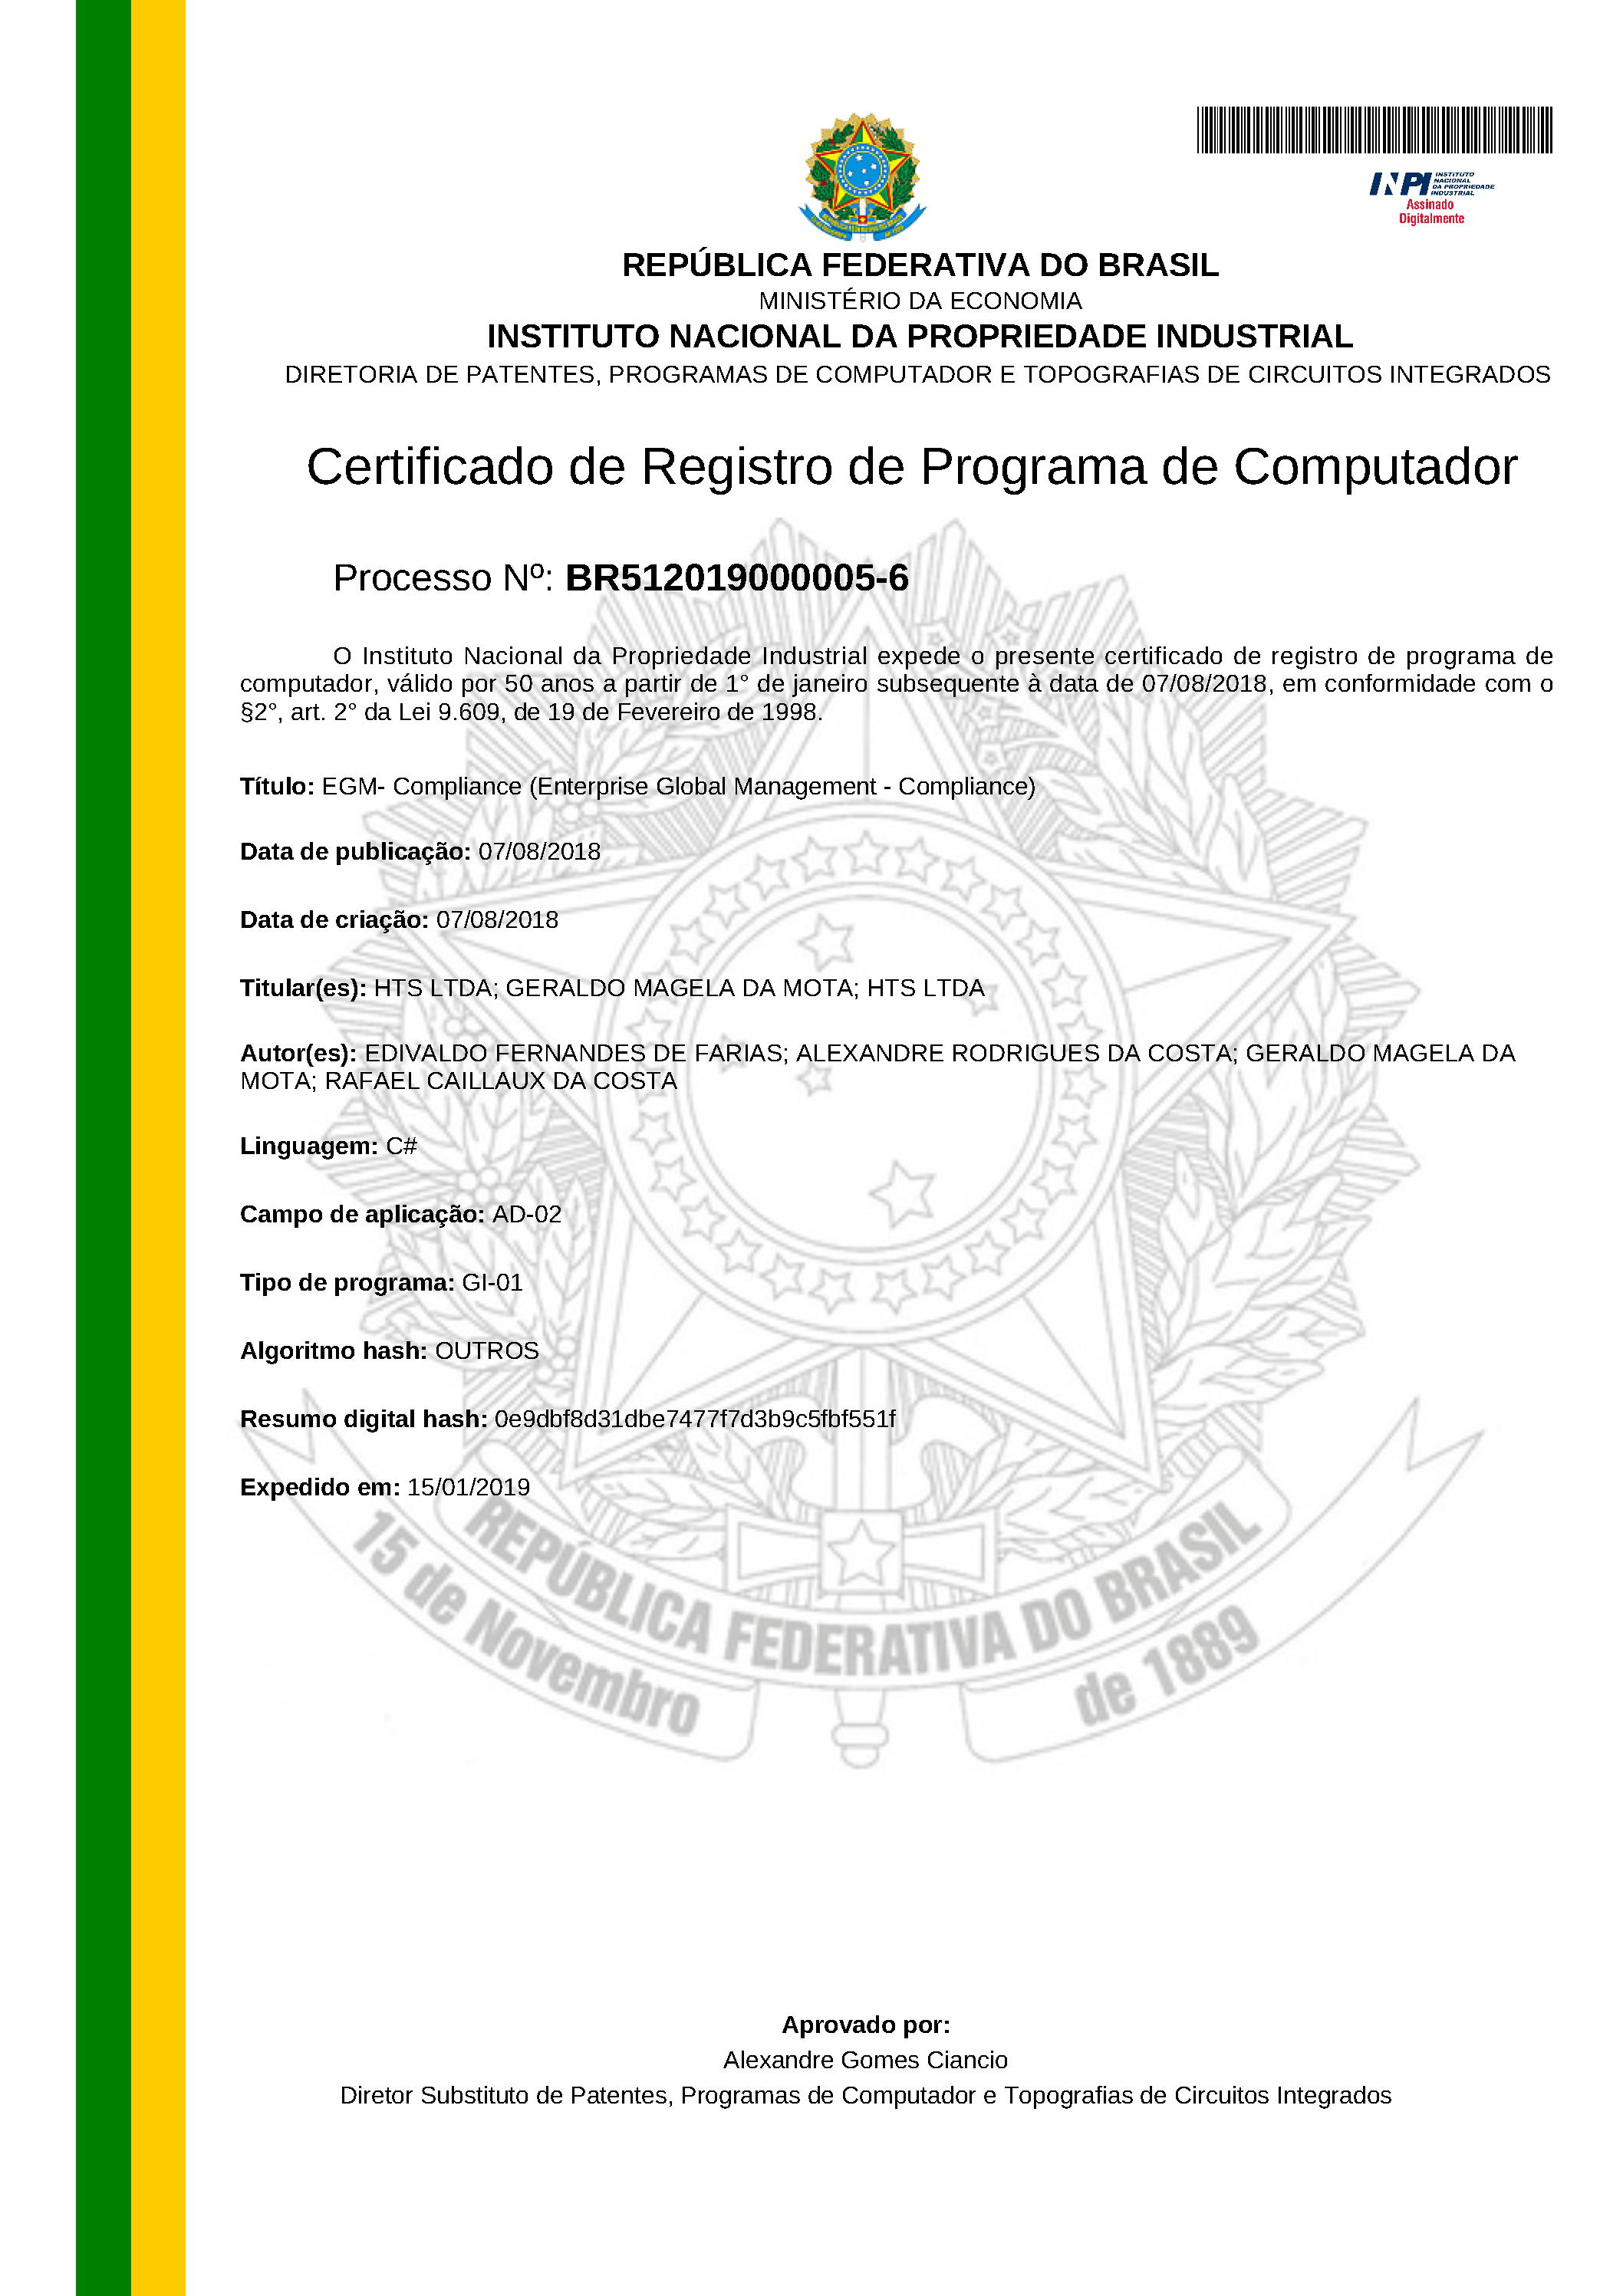 INPI INSTITUTO
NACIONAL
DA PROPRIEDADE
INDUSTRIAL
Assinado
Digitalmente
REPÚBLICA FEDERATIVA DO BRASIL
MINISTÉRIO DA ECONOMIA
INSTITUTO NACIONAL DA PROPRIEDADE INDUSTRIAL
DIRETORIA DE PATENTES, PROGRAMAS DE COMPUTADOR E TOPOGRAFIAS DE CIRCUITOS INTEGRADOS
Certificado de Registro de Programa de Computador
Processo Nº: BR512019000005-6
O Instituto Nacional da Propriedade Industrial expede o presente certificado de registro de programa de
computador, válido por 50 anos a partir de 1° de janeiro subsequente à data de 07/08/2018, em conformidade com o
§2°, art. 2° da Lei 9.609, de 19 de Fevereiro de 1998.
Título: EGM- Compliance (Enterprise Global Management - Compliance)
Data de publicação: 07/08/2018
Data de criação: 07/08/2018
Titular(es): HTS LTDA; GERALDO MAGELA DA MOTA; HTS LTDA
Autor(es): EDIVALDO FERNANDES DE FARIAS; ALEXANDRE RODRIGUES DA COSTA; GERALDO MAGELA DA
MOTA; RAFAEL CAILLAUX DA COSTA
Linguagem: C#
Campo de aplicação: AD-02
Tipo de programa: GI-01
Algoritmo hash: OUTROS
Resumo digital hash: 0e9dbf8d31dbe7477f7d3b9c5fbf551f
Expedido em: 15/01/2019
REPÚBLICA FEDERATIVA DO BRASIL
15 de Novembro de 1889
Aprovado por:
Alexandre Gomes Ciancio
Diretor Substituto de Patentes, Programas de Computador e Topografias de Circuitos Integrados